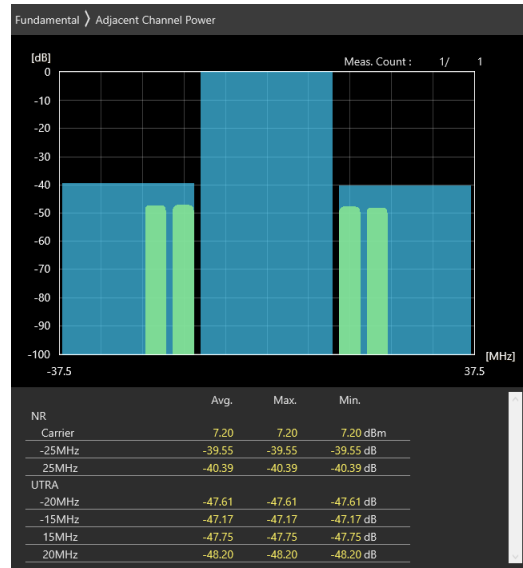 Fundamental 〉 Adjacent Channel Power
[dB]
Meas. Count : 1/ 1
0
-10
-20
-30
-40
-50
-60
-70
-80
-90
-100
[MHz]
-37.5 37.5
Avg. Max. Min.
NR
Carrier 7.20 7.20 7.20 dBm
-25MHz -39.55 -39.55 -39.55 dB
25MHz -40.39 -40.39 -40.39 dB
UTRA
-20MHz -47.61 -47.61 -47.61 dB
-15MHz -47.17 -47.17 -47.17 dB
15MHz -47.75 -47.75 -47.75 dB
20MHz -48.20 -48.20 -48.20 dB